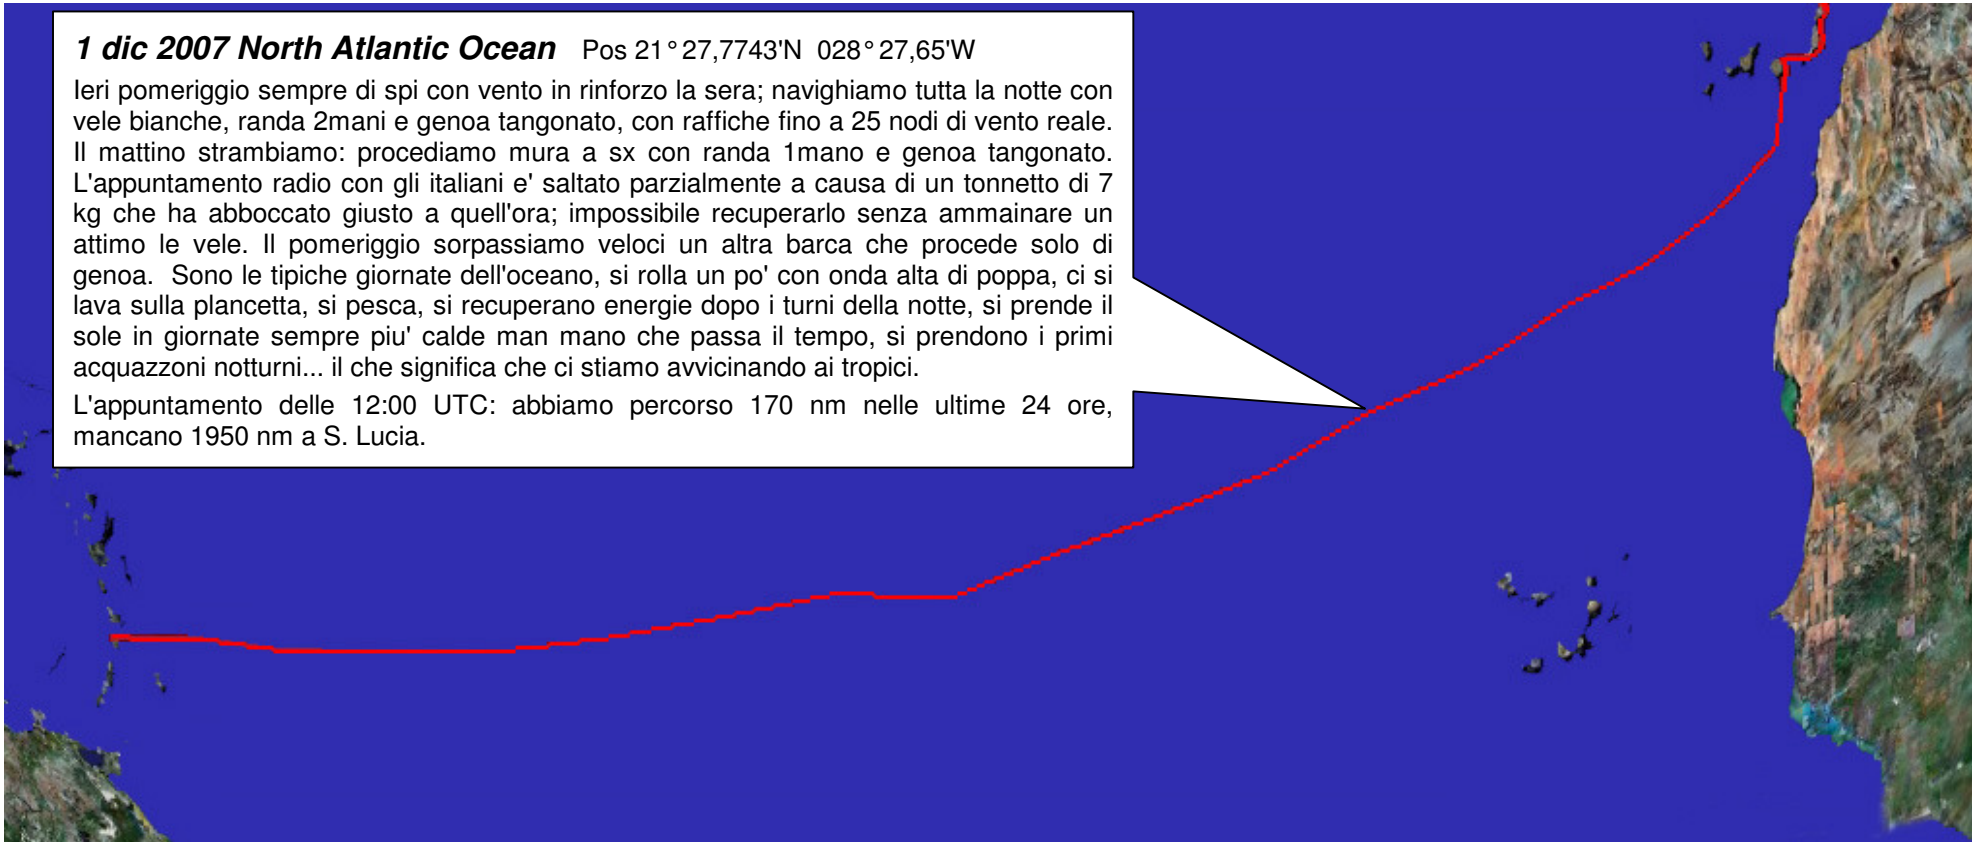 1 dic 2007 North Atlantic Ocean Pos 21°27,7743'N 028°27,65'W
Ieri pomeriggio sempre di spi con vento in rinforzo la sera; navighiamo tutta la notte con
vele bianche, randa 2mani e genoa tangonato, con raffiche fino a 25 nodi di vento reale.
Il mattino strambiamo: procediamo mura a sx con randa 1mano e genoa tangonato.
L'appuntamento radio con gli italiani e' saltato parzialmente a causa di un tonnetto di 7
kg che ha abboccato giusto a quell'ora; impossibile recuperarlo senza ammainare un
attimo le vele. Il pomeriggio sorpassiamo veloci un altra barca che procede solo di
genoa. Sono le tipiche giornate dell'oceano, si rolla un po' con onda alta di poppa, ci si
lava sulla plancetta, si pesca, si recuperano energie dopo i turni della notte, si prende il
sole in giornate sempre piu' calde man mano che passa il tempo, si prendono i primi
acquazzoni notturni... il che significa che ci stiamo avvicinando ai tropici.
L'appuntamento delle 12:00 UTC: abbiamo percorso 170 nm nelle ultime 24 ore,
mancano 1950 nm a S. Lucia.